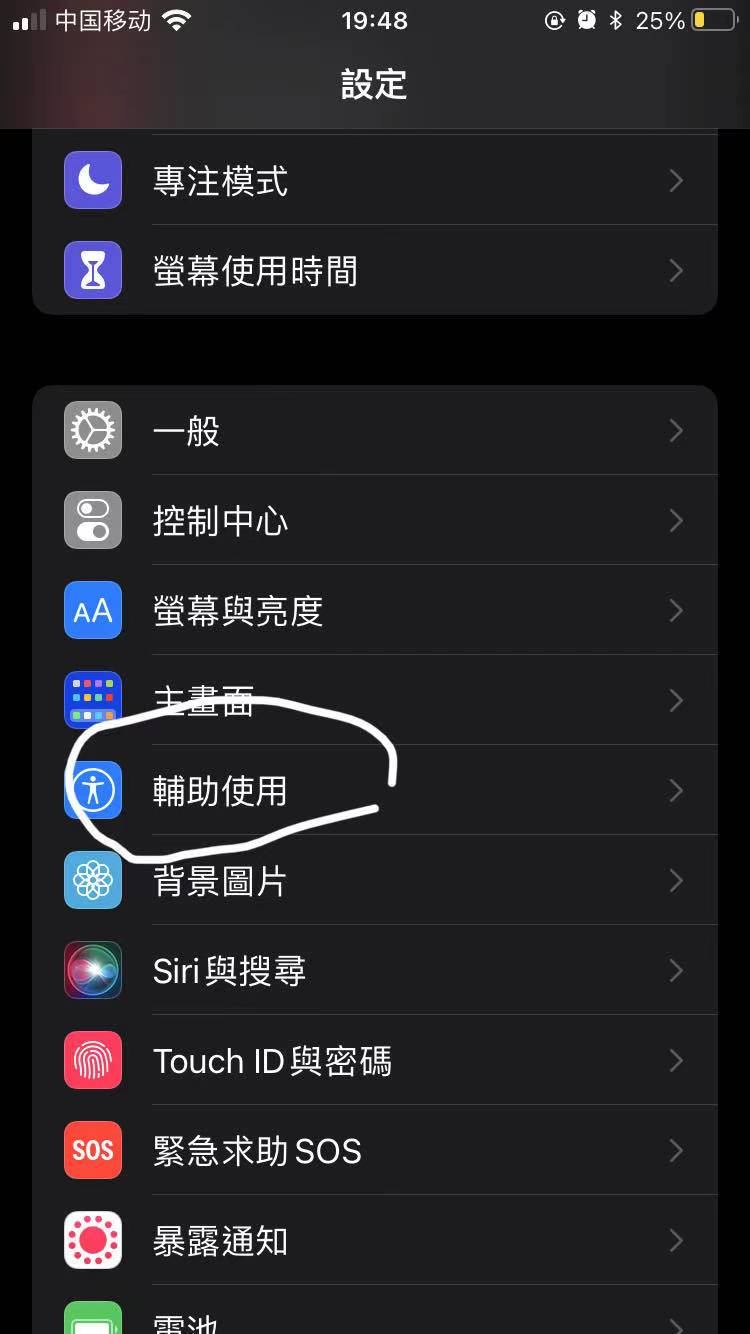 中国移动 19:48 25%
設定
專注模式
螢幕使用時間
一般
控制中心
AA 螢幕與亮度
主畫面
輔助使用
背景圖片
Siri與搜尋
Touch ID與密碼
SOS 緊急求助 SOS
暴露通知
電池